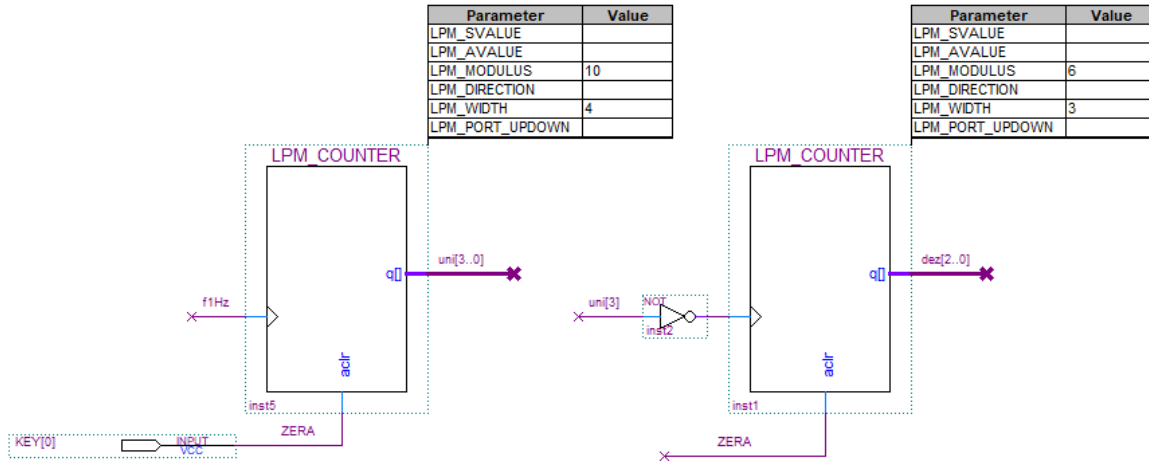 Parameter Value
LPM_SVALUE
LPM_AVALUE
LPM_MODULUS 10
LPM_DIRECTION
LPM_WIDTH 4
LPM_PORT_UPDOWN
Parameter Value
LPM_SVALUE
LPM_AVALUE
LPM_MODULUS 6
LPM_DIRECTION
LPM_WIDTH 3
LPM_PORT_UPDOWN
LPM_COUNTER
q[]
uni[3..0]
f1Hz
aclr
inst5
ZERA
KEY[0]
INPUT
VCC
LPM_COUNTER
q[]
dez[2..0]
uni[3]
NOT
inst2
aclr
inst1
ZERA